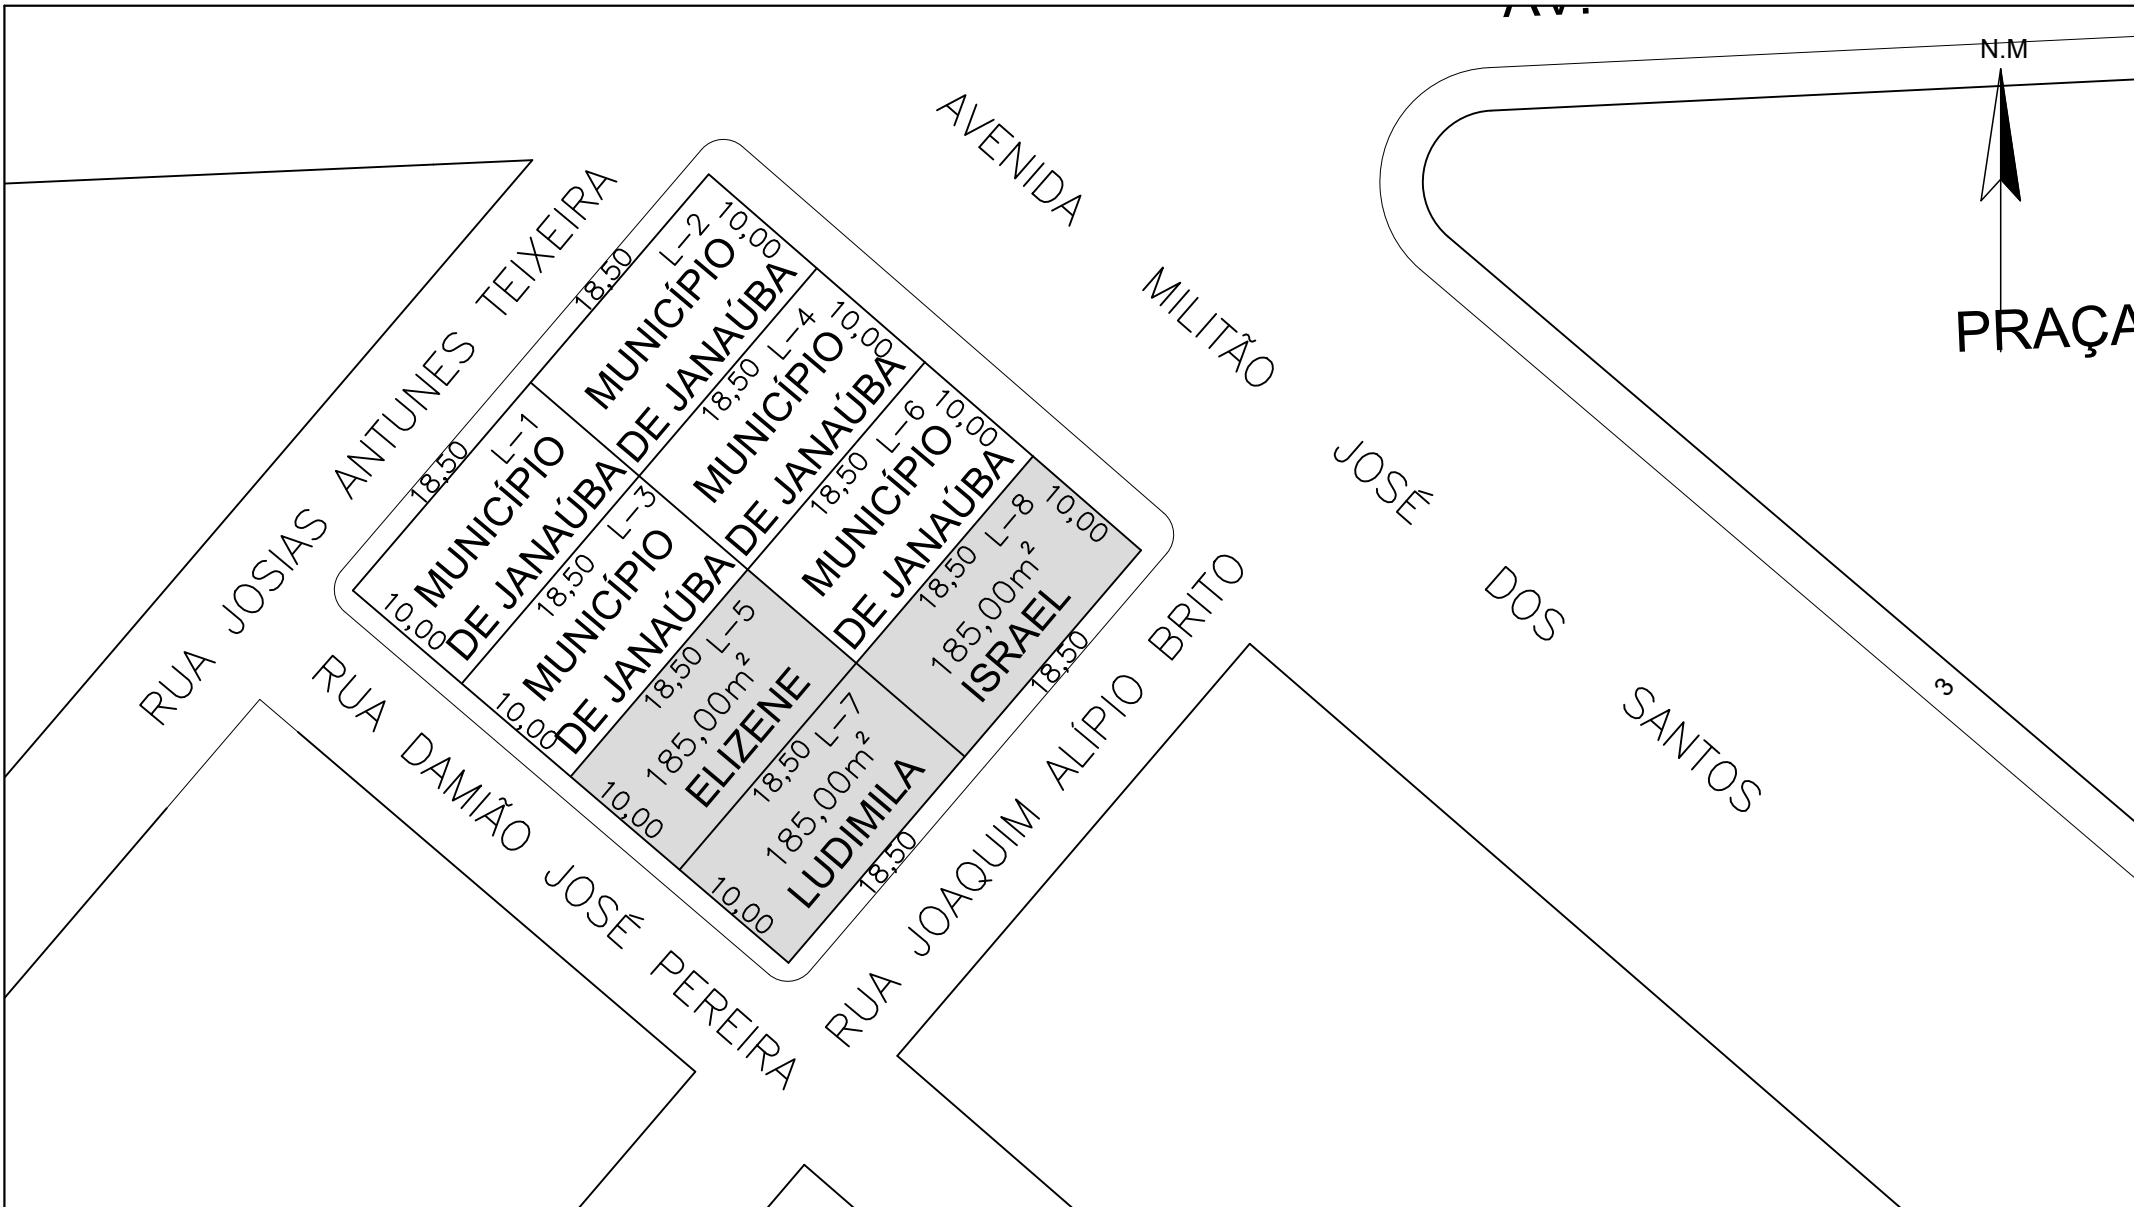 N.M
PRAÇA
AVENIDA MILITÃO JOSÉ DOS SANTOS
3
RUA JOSIAS ANTUNES TEIXEIRA
18,50
18,50
L-2
10,00
MUNICÍPIO
DE JANAÚBA
18,50 L-4
10,00
MUNICÍPIO
DE JANAÚBA
18,50 L-6
10,00
MUNICÍPIO
DE JANAÚBA
18,50 L-8
10,00
185,00m²
ISRAEL
18,50
L-1
MUNICÍPIO
DE JANAÚBA
10,00
18,50 L-3
MUNICÍPIO
DE JANAÚBA
10,00
18,50 L-5
185,00m²
ELIZENE
10,00
18,50 L-7
185,00m²
LUDIMILA
10,00
18,50
RUA DAMIÃO JOSÉ PEREIRA
RUA JOAQUIM ALÍPIO BRITO